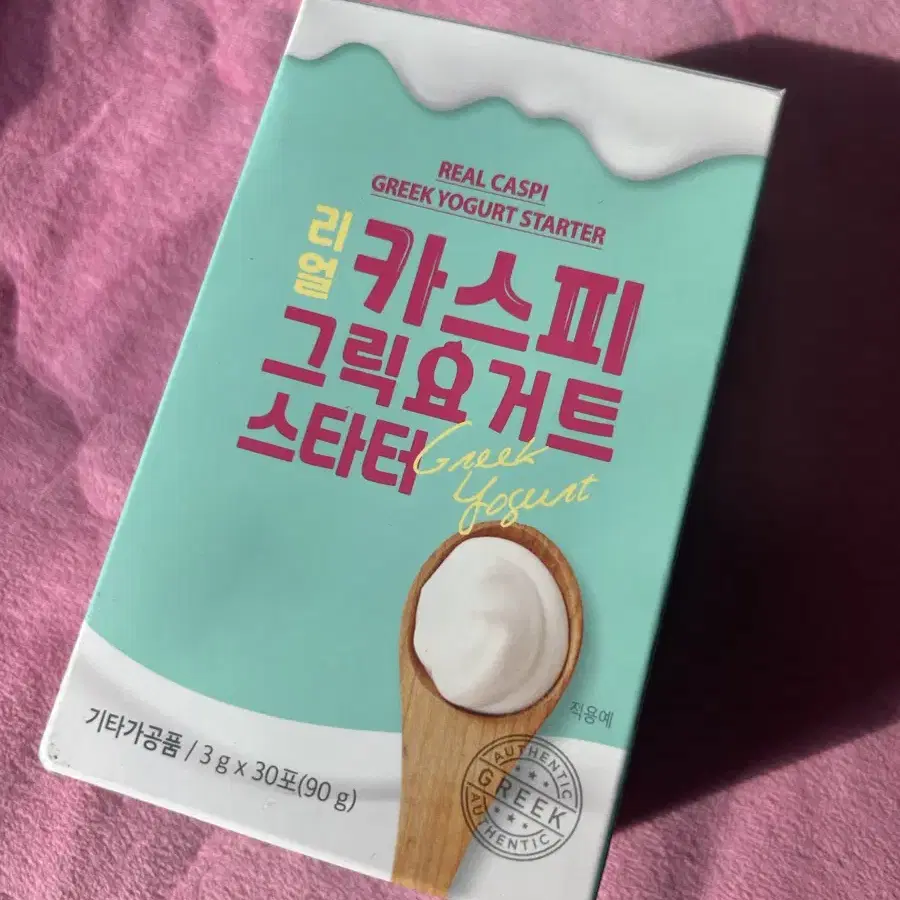 REAL CASPI
GREEK YOGURT STARTER
리얼
카스피
그릭요거트
스타터
Greek
Yogurt
적용예
기타가공품 / 3 g x 30포(90 g)
AUTHENTIC
GREEK
AUTHENTIC